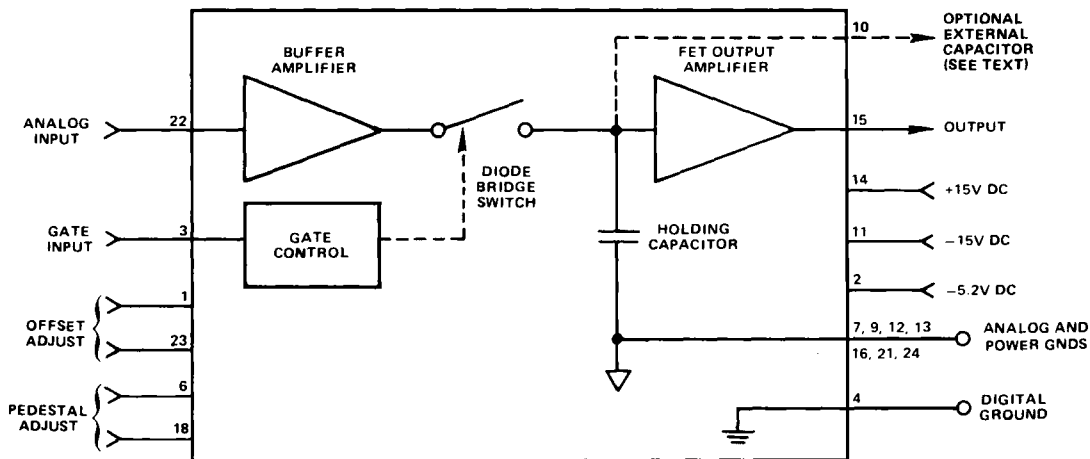 BUFFER
AMPLIFIER
FET OUTPUT
AMPLIFIER
10
OPTIONAL
EXTERNAL
CAPACITOR
(SEE TEXT)
ANALOG
INPUT
22
15
OUTPUT
DIODE
BRIDGE
SWITCH
14
+15V DC
GATE
INPUT
3
GATE
CONTROL
HOLDING
CAPACITOR
11
−15V DC
2
−5.2V DC
OFFSET
ADJUST
1
23
7, 9, 12, 13
16, 21, 24
ANALOG AND
POWER GNDS
PEDESTAL
ADJUST
6
18
4
DIGITAL
GROUND